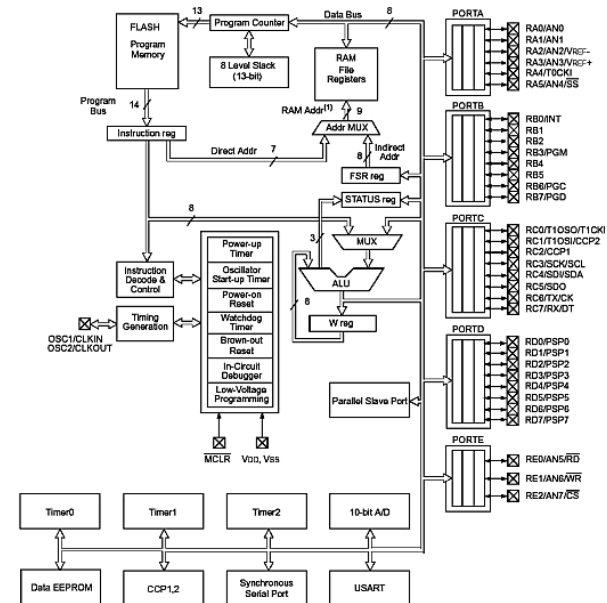 13
Program Counter
Data Bus
8
PORTA
FLASH
Program
Memory
8 Level Stack
(13-bit)
RAM
File
Registers
RA0/AN0
RA1/AN1
RA2/AN2/VREF-
RA3/AN3/VREF+
RA4/T0CKI
RA5/AN4/SS
Program
Bus
14
Instruction reg
RAM Addr(1)
9
Addr MUX
Direct Addr
7
8
Indirect
Addr
FSR reg
STATUS reg
PORTB
RB0/INT
RB1
RB2
RB3/PGM
RB4
RB5
RB6/PGC
RB7/PGD
8
3
MUX
ALU
8
W reg
PORTC
RC0/T1OSO/T1CKI
RC1/T1OSI/CCP2
RC2/CCP1
RC3/SCK/SCL
RC4/SDI/SDA
RC5/SDO
RC6/TX/CK
RC7/RX/DT
Instruction
Decode &
Control
Timing
Generation
OSC1/CLKIN
OSC2/CLKOUT
Power-up
Timer
Oscillator
Start-up Timer
Power-on
Reset
Watchdog
Timer
Brown-out
Reset
In-Circuit
Debugger
Low-Voltage
Programming
MCLR
VDD, VSS
Parallel Slave Port
PORTD
RD0/PSP0
RD1/PSP1
RD2/PSP2
RD3/PSP3
RD4/PSP4
RD5/PSP5
RD6/PSP6
RD7/PSP7
PORTE
RE0/AN5/RD
RE1/AN6/WR
RE2/AN7/CS
Timer0
Timer1
Timer2
10-bit A/D
Data EEPROM
CCP1,2
Synchronous
Serial Port
USART